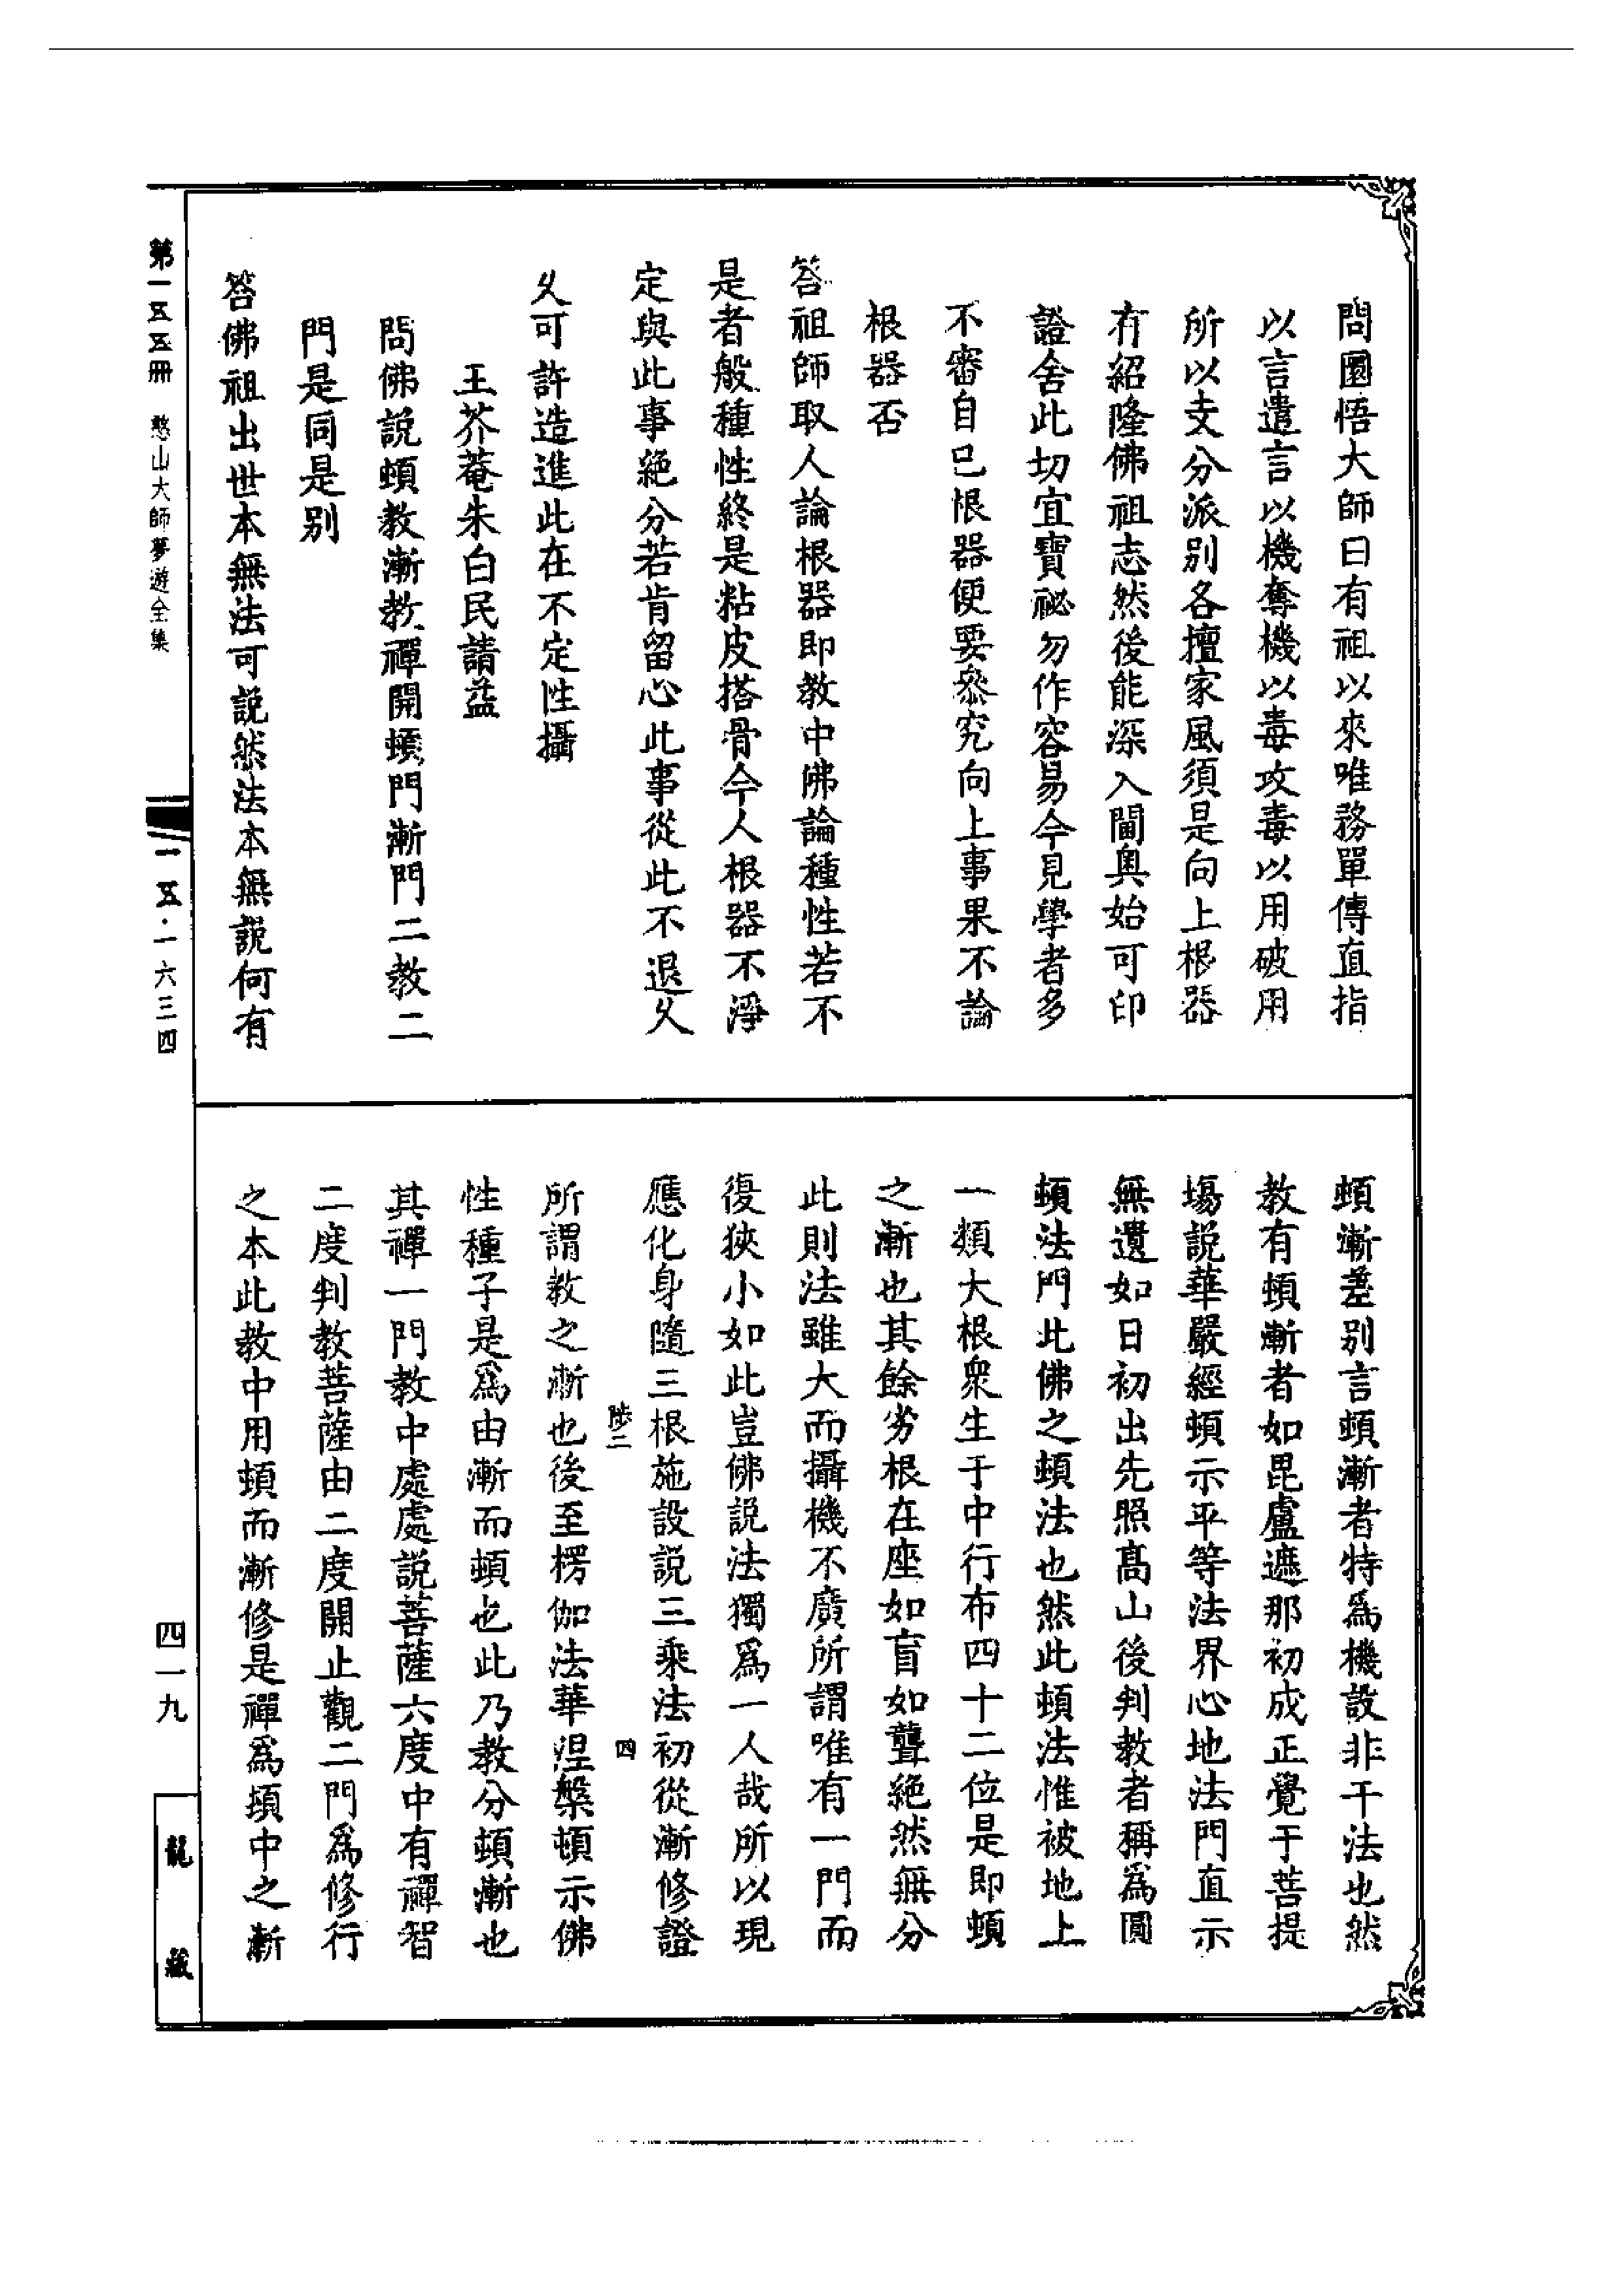 問圜悟大師曰有祖以來唯務單傳直指
以言遣言以機奪機以毒攻毒以用破用
所以支分派別各擅家風須是向上根器
有紹隆佛祖志然後能深入閫奧始可印
證舍此切宜寶祕勿作容易今見學者多
不審自己根器便要叅究向上事果不論
根器否
答祖師取人論根器即教中佛論種性若不
是者般種性終是粘皮搭骨今人根器不淨
定與此事絶分若肯留心此事從此不退久
久可許造進此在不定性攝
王芥菴朱白民請益
問佛説頓教漸教禪開頓門漸門二教二
門是同是別
答佛祖出世本無法可説然法本無説何有
頓漸差別言頓漸者特爲機設非干法也然
教有頓漸者如毘盧遮那初成正覺于菩提
場説華嚴經頓示平等法界心地法門直示
無遺如日初出先照髙山後判教者稱爲圓
頓法門此佛之頓法也然此頓法惟被地上
一類大根衆生于中行布四十二位是即頓
之漸也其餘劣根在座如盲如聾絶然無分
此則法雖大而攝機不廣所謂唯有一門而
復狹小如此豈佛説法獨爲一人哉所以現
應化身隨三根施設説三乘法初從漸修證
陟二 四
所謂教之漸也後至楞伽法華涅槃頓示佛
性種子是爲由漸而頓也此乃教分頓漸也
其禪一門教中處處説菩薩六度中有禪智
二度判教菩薩由二度開止觀二門爲修行
之本此教中用頓而漸修是禪爲頓中之漸
第一五五冊 憨山大師夢遊全集
一五·一六三四
四一九
龍藏